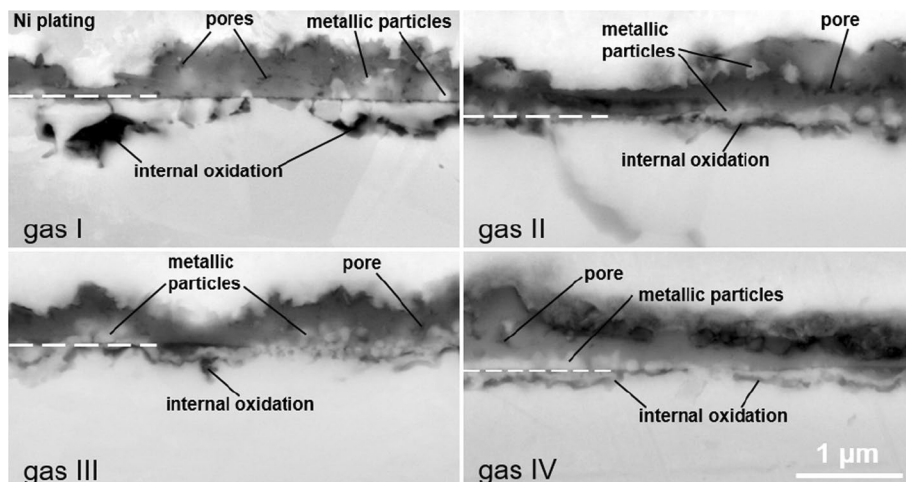 Ni plating
pores
metallic particles
internal oxidation
gas I
metallic
particles
pore
internal oxidation
gas II
metallic
particles
pore
internal oxidation
gas III
pore
metallic particles
internal oxidation
gas IV
1 µm